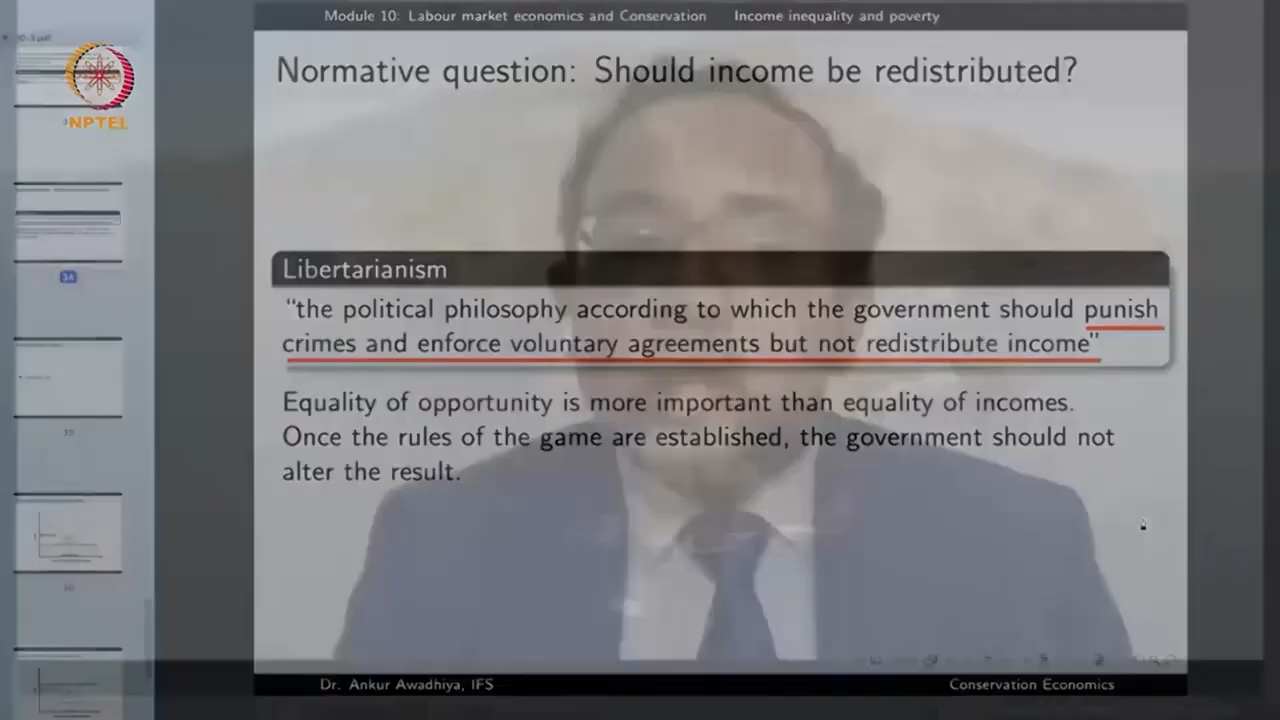 Module 10: Labour market economics and Conservation Income inequality and poverty
NPTEL
Normative question: Should income be redistributed?
Libertarianism
“the political philosophy according to which the government should punish
crimes and enforce voluntary agreements but not redistribute income”
Equality of opportunity is more important than equality of incomes.
Once the rules of the game are established, the government should not
alter the result.
Dr. Ankur Awadhiya, IFS Conservation Economics